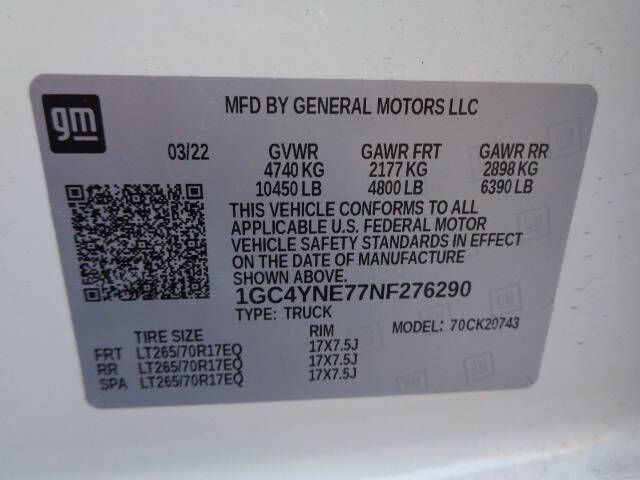 gm
MFD BY GENERAL MOTORS LLC
03/22 GVWR GAWR FRT GAWR RR
4740 KG 2177 KG 2898 KG
10450 LB 4800 LB 6390 LB
THIS VEHICLE CONFORMS TO ALL
APPLICABLE U.S. FEDERAL MOTOR
VEHICLE SAFETY STANDARDS IN EFFECT
ON THE DATE OF MANUFACTURE
SHOWN ABOVE.
1GC4YNE77NF276290
TYPE: TRUCK MODEL: 70CK20743
TIRE SIZE RIM
FRT LT265/70R17EQ 17X7.5J
RR LT265/70R17EQ 17X7.5J
SPA LT265/70R17EQ 17X7.5J